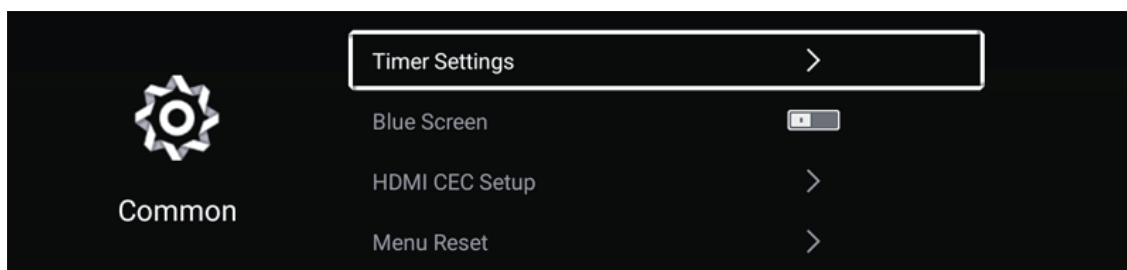 Timer Settings
Blue Screen
HDMI CEC Setup
Common
Menu Reset